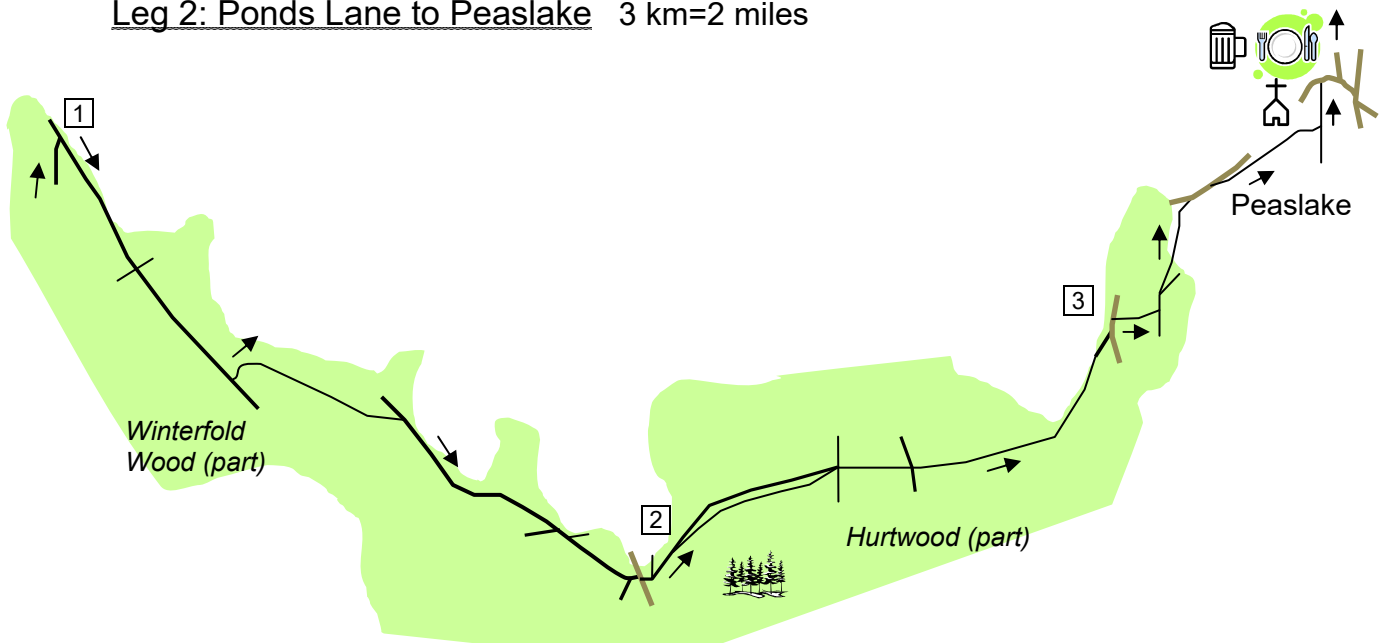 Leg 2: Ponds Lane to Peaslake 3 km=2 miles
1
Peaslake
3
Winterfold
Wood (part)
2
Hurtwood (part)